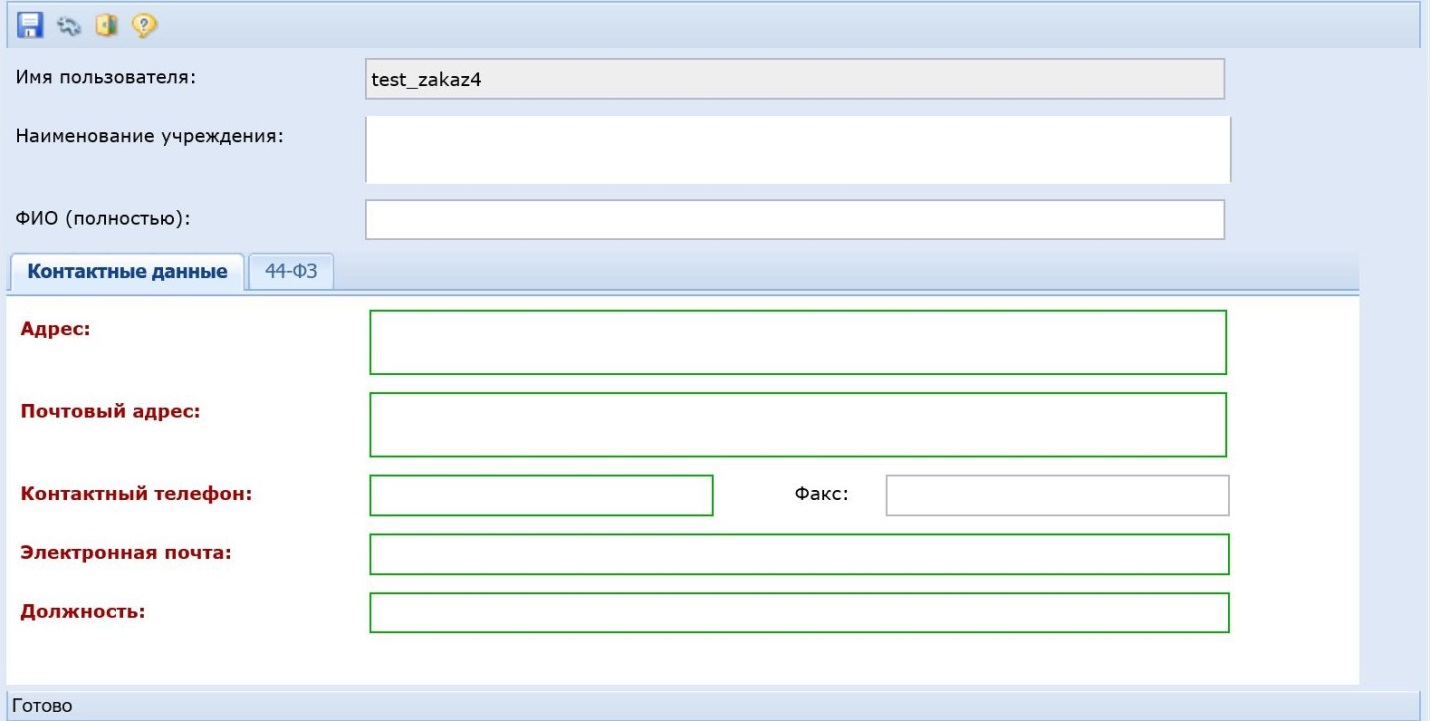 Имя пользователя: test_zakaz4
Наименование учреждения:
ФИО (полностью):
Контактные данные 44-ФЗ
Адрес:
Почтовый адрес:
Контактный телефон: Факс:
Электронная почта:
Должность:
Готово